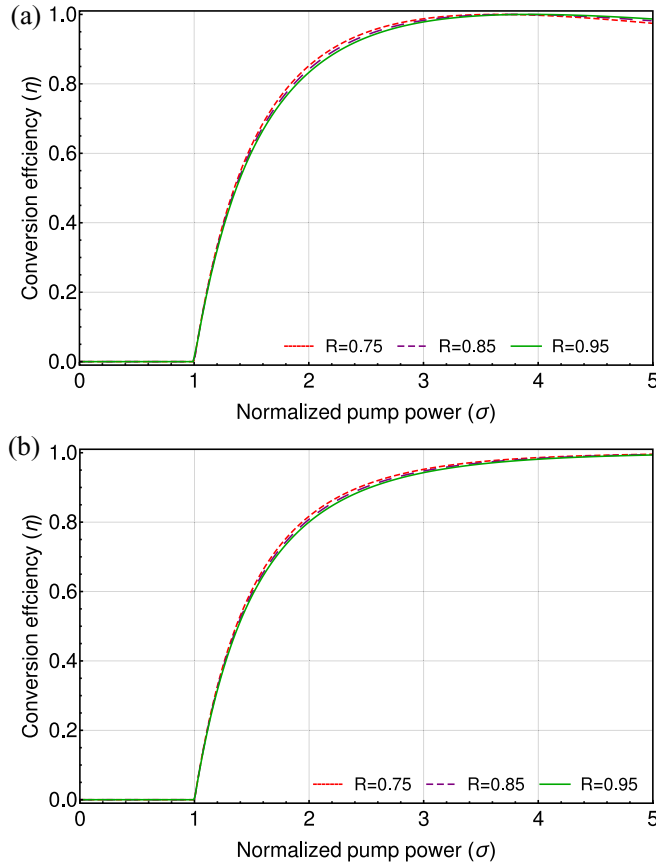 (a)
1.0
0.8
0.6
0.4
0.2
0.0
Conversion effciency (η)
R=0.75 R=0.85 R=0.95
0 1 2 3 4 5
Normalized pump power (σ)
(b)
1.0
0.8
0.6
0.4
0.2
0.0
Conversion effciency (η)
R=0.75 R=0.85 R=0.95
0 1 2 3 4 5
Normalized pump power (σ)